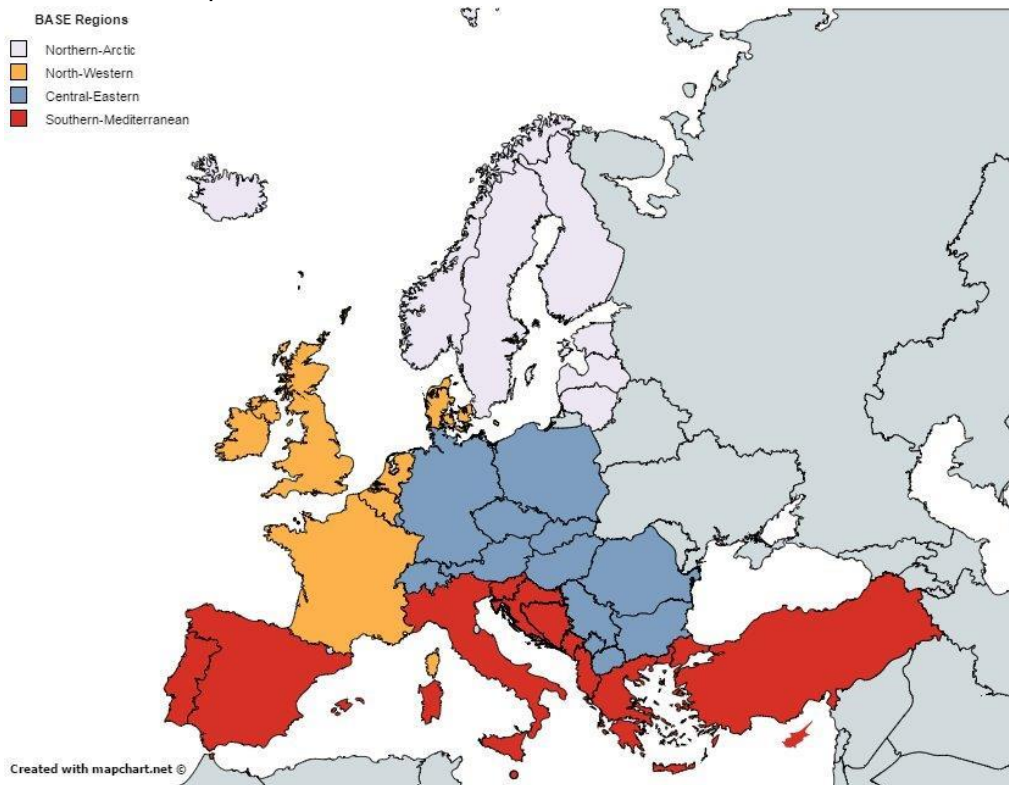 BASE Regions
Northern-Arctic
North-Western
Central-Eastern
Southern-Mediterranean
Created with mapchart.net ©